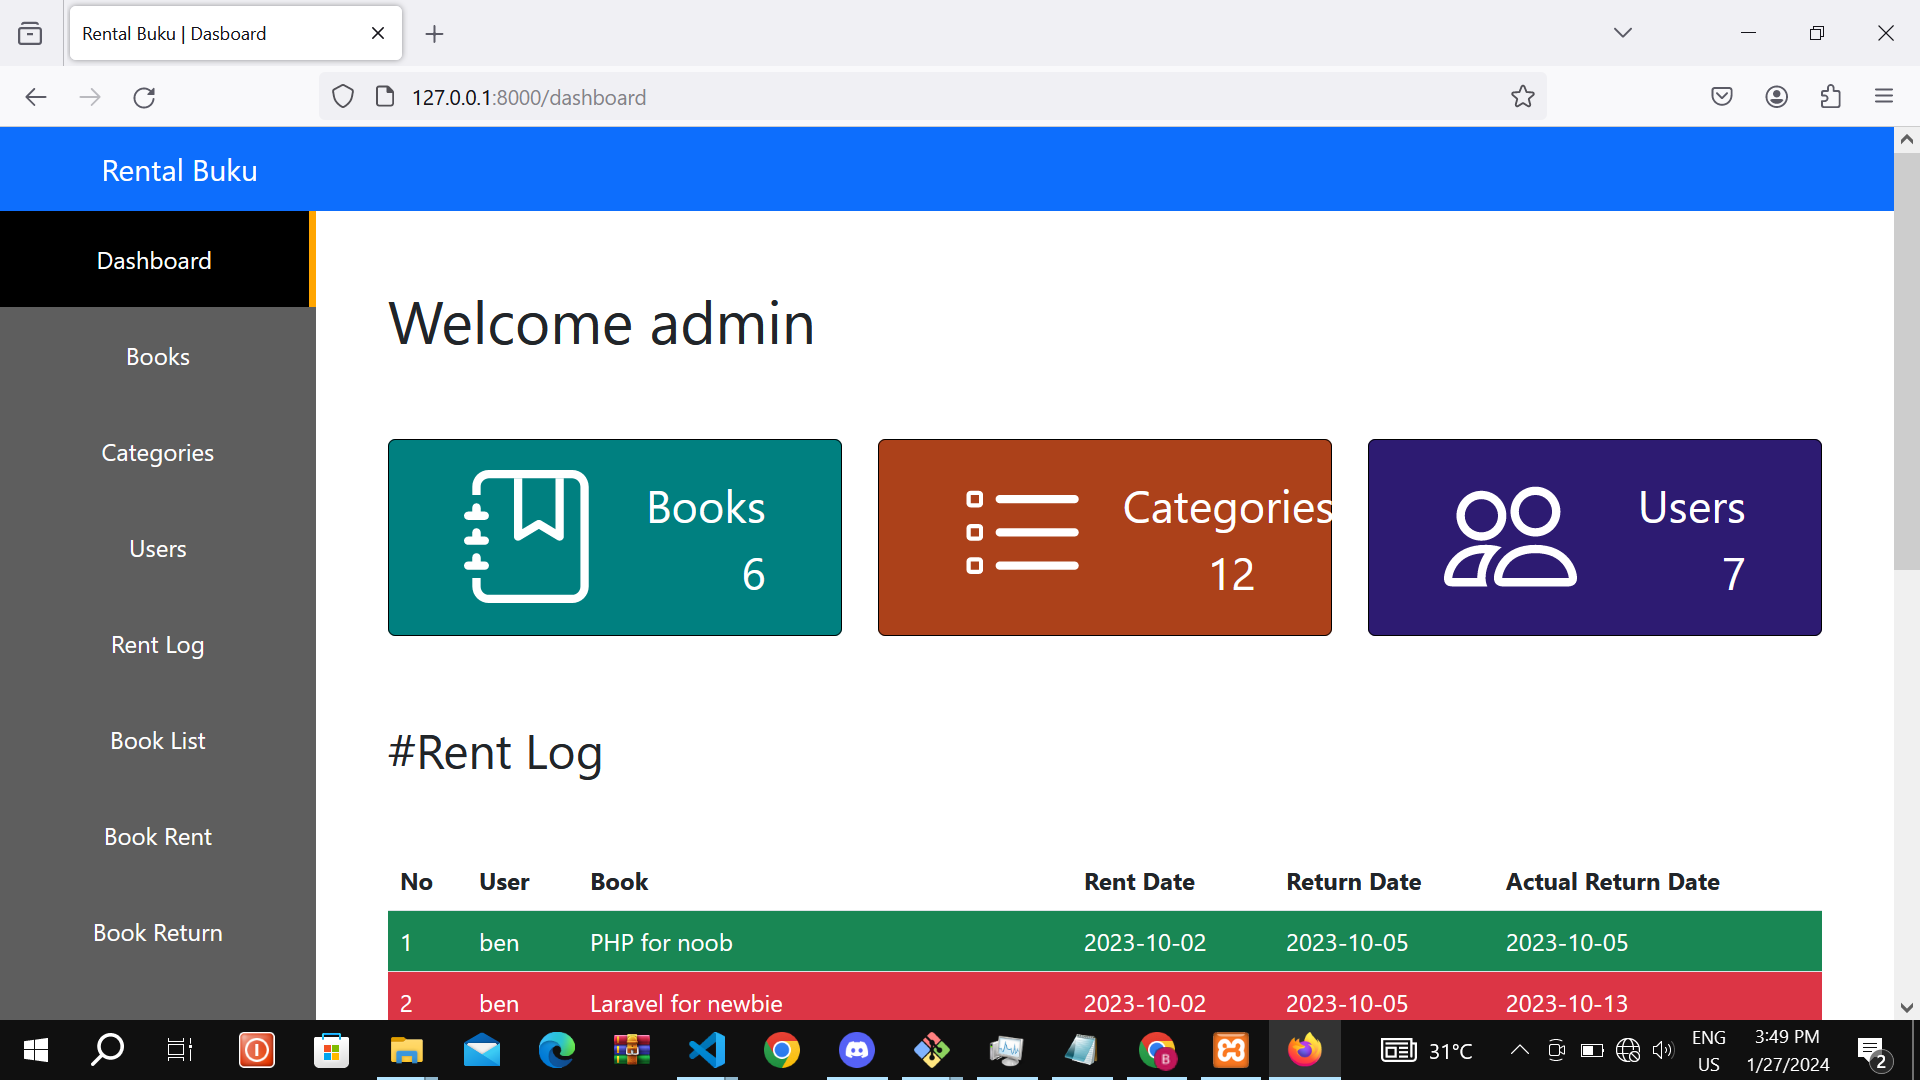 Rental Buku | Dasboard
127.0.0.1:8000/dashboard
Rental Buku
Dashboard
Books
Categories
Users
Rent Log
Book List
Book Rent
Book Return
Welcome admin
Books
6
Categories
12
Users
7
#Rent Log
No User Book Rent Date Return Date Actual Return Date
1 ben PHP for noob 2023-10-02 2023-10-05 2023-10-05
2 ben Laravel for newbie 2023-10-02 2023-10-05 2023-10-13
B
31°C
ENG
US
3:49 PM
1/27/2024
2